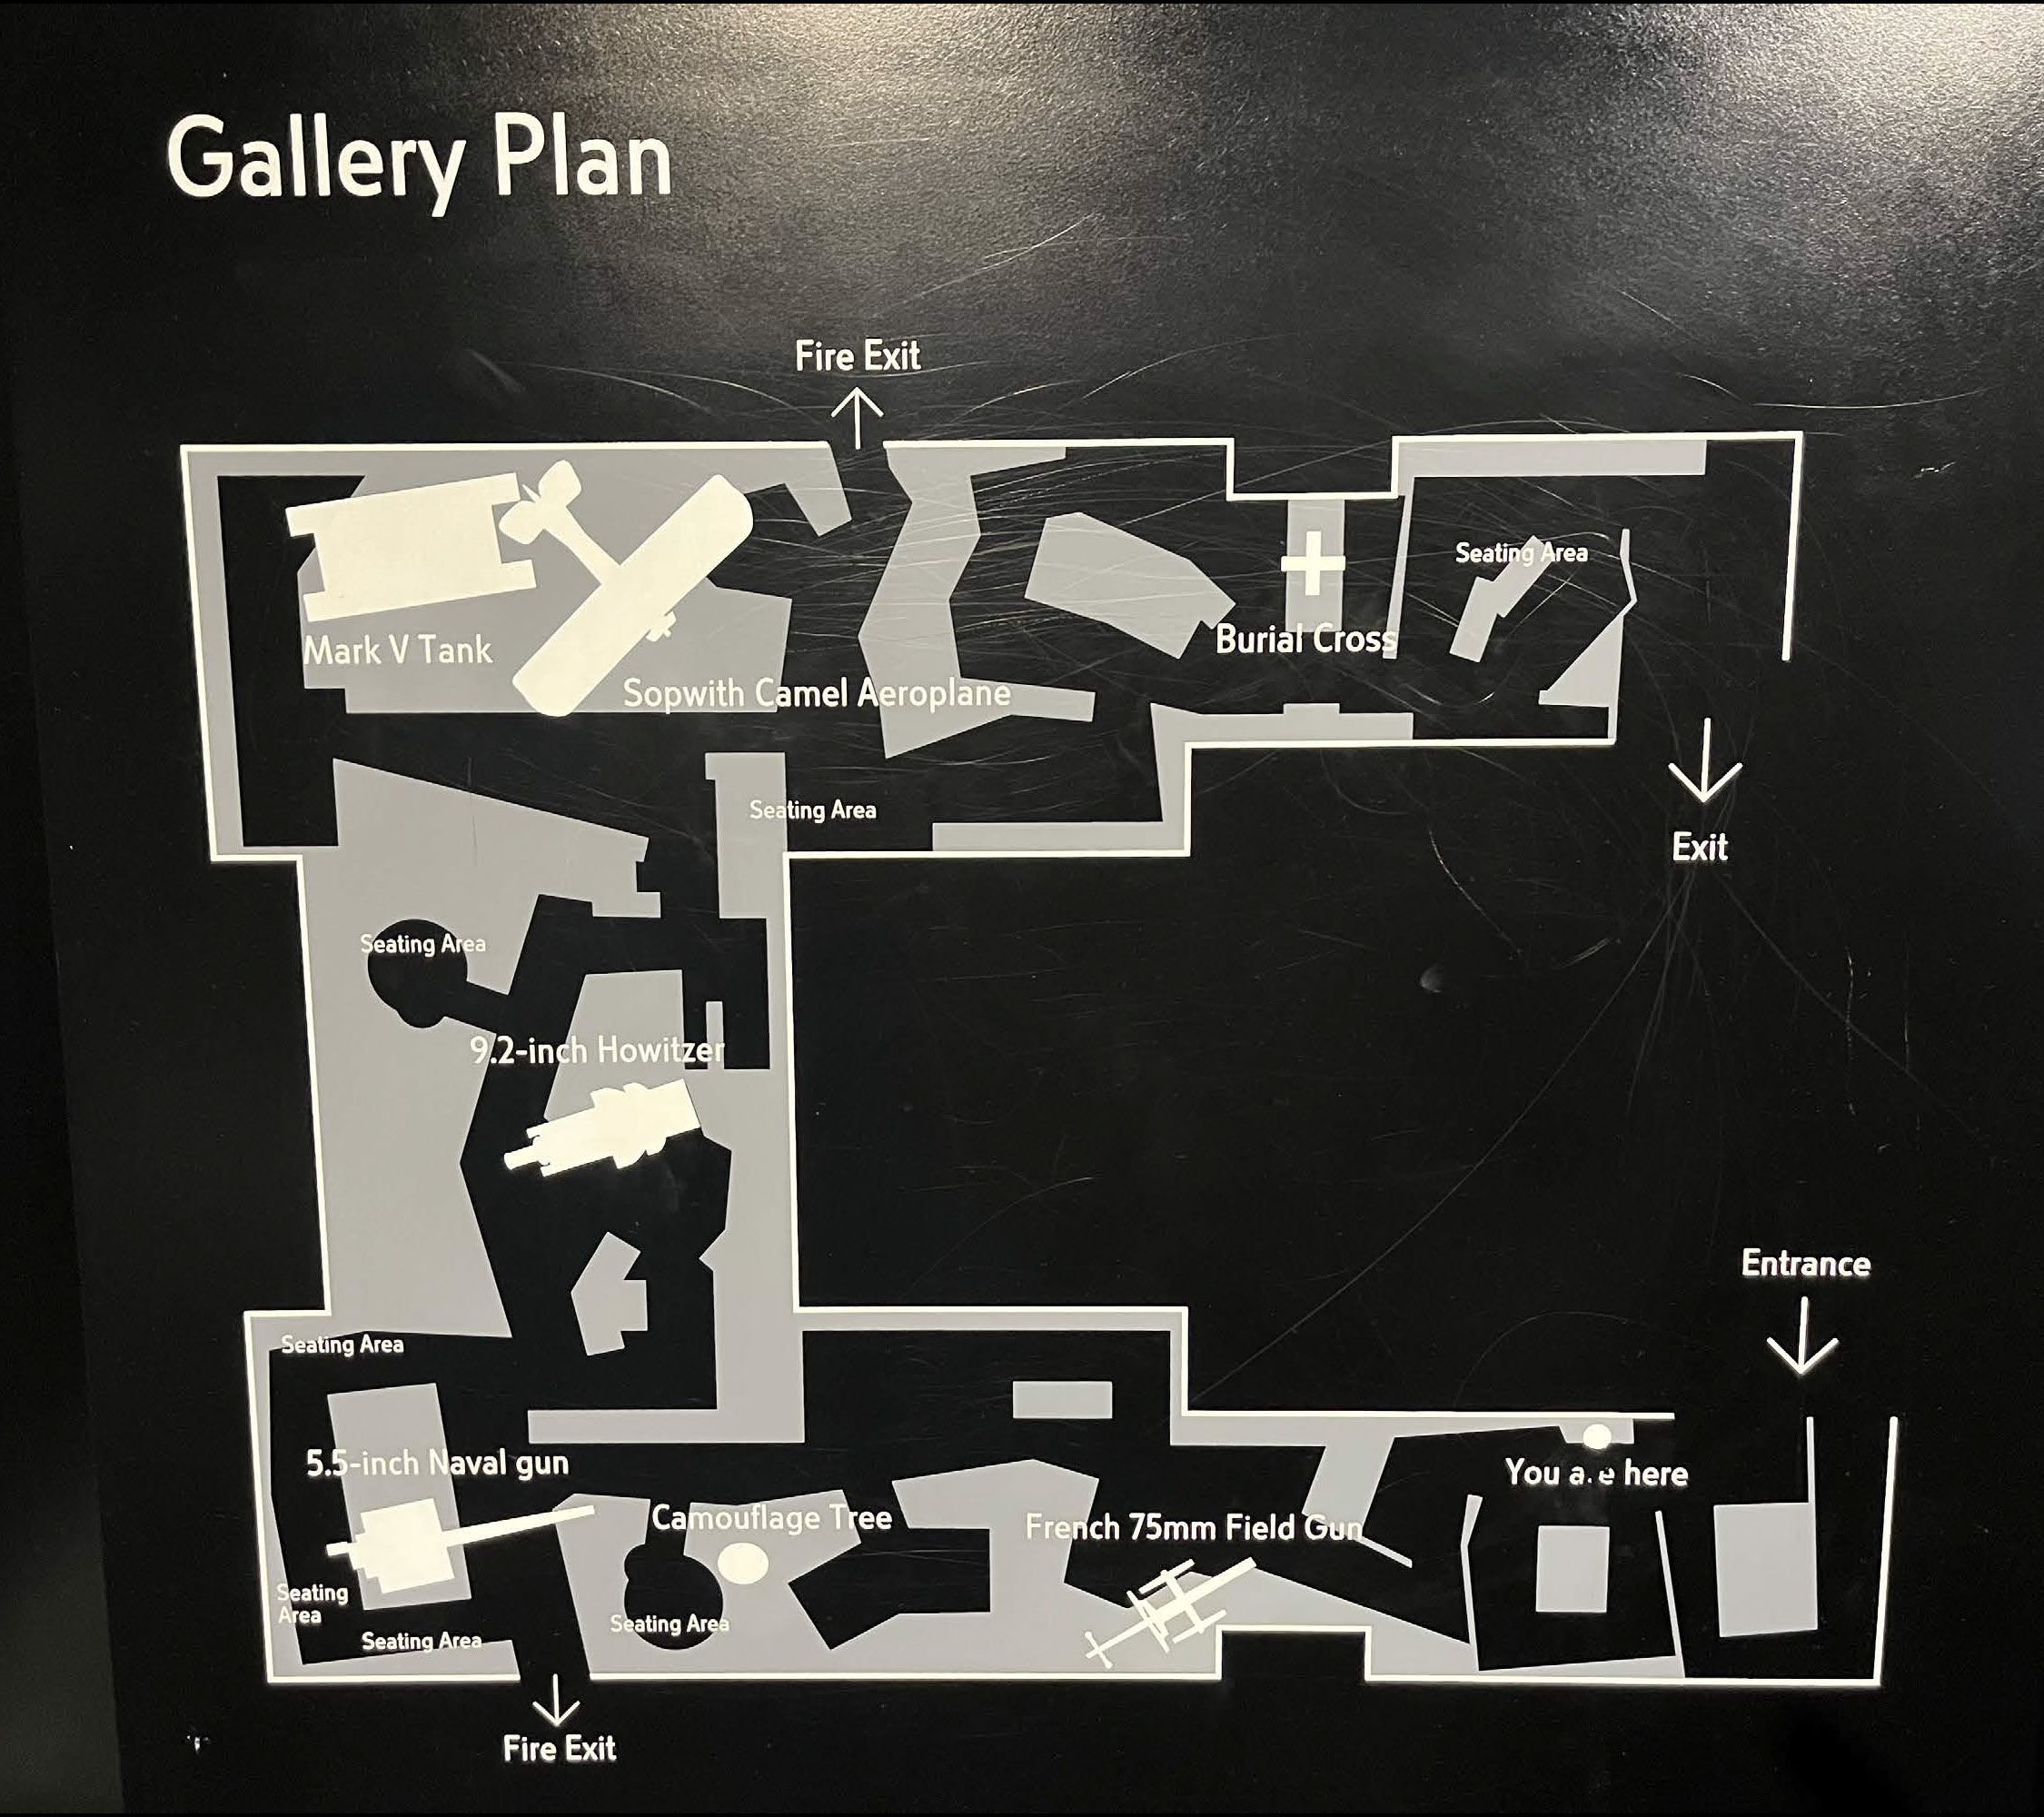 Gallery Plan
Fire Exit
Seating Area
Mark V Tank
Burial Cross
Sopwith Camel Aeroplane
Seating Area
Exit
Seating Area
9.2-inch Howitzer
Entrance
Seating Area
5.5-inch Naval gun
You a.e here
Camouflage Tree
French 75mm Field Gun
Seating
Area
Seating Area
Seating Area
Fire Exit